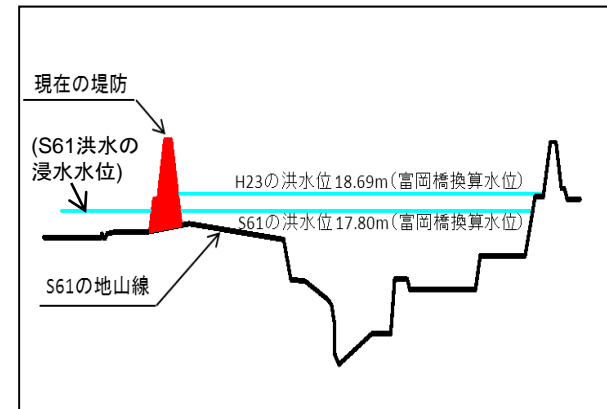 現在の堤防
(S61洪水の
浸水水位)
H23の洪水位18.69m(富岡橋換算水位)
S61の洪水位17.80m(富岡橋換算水位)
S61の地山線